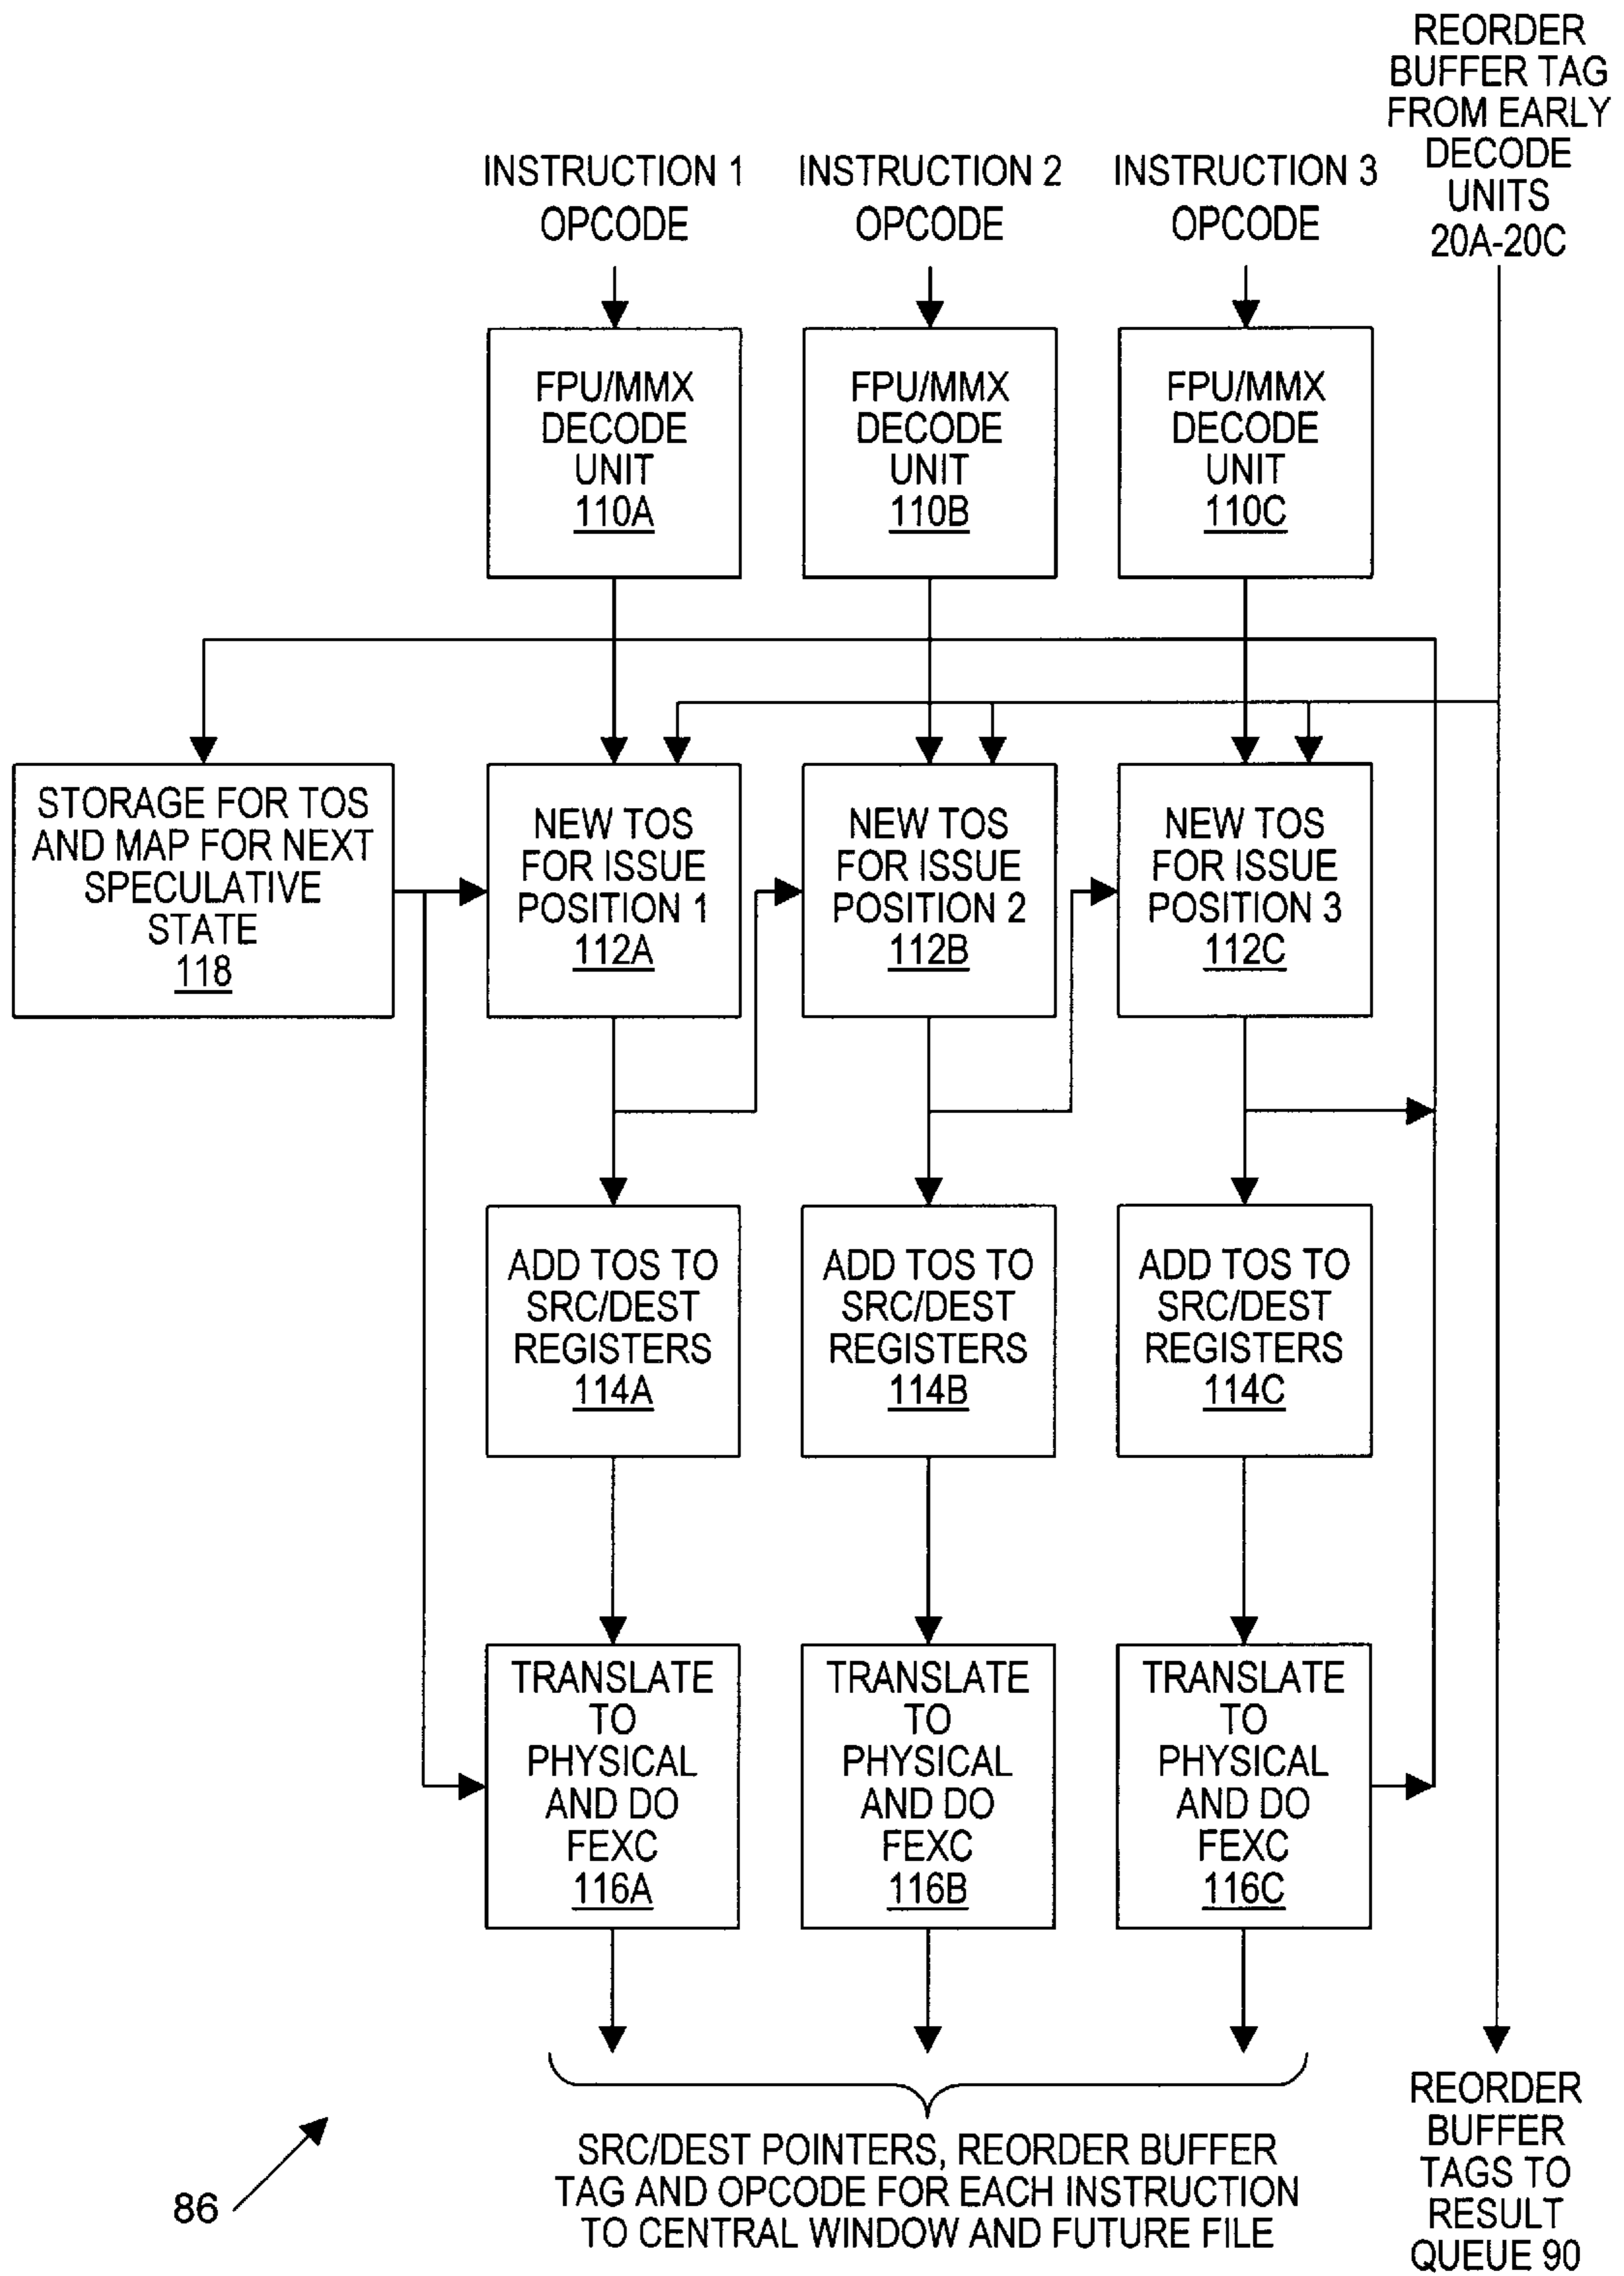 REORDER
BUFFER TAG
FROM EARLY
DECODE
UNITS
20A-20C
INSTRUCTION 1
OPCODE
INSTRUCTION 2
OPCODE
INSTRUCTION 3
OPCODE
FPU/MMX
DECODE
UNIT
110A
FPU/MMX
DECODE
UNIT
110B
FPU/MMX
DECODE
UNIT
110C
STORAGE FOR TOS
AND MAP FOR NEXT
SPECULATIVE
STATE
118
NEW TOS
FOR ISSUE
POSITION 1
112A
NEW TOS
FOR ISSUE
POSITION 2
112B
NEW TOS
FOR ISSUE
POSITION 3
112C
ADD TOS TO
SRC/DEST
REGISTERS
114A
ADD TOS TO
SRC/DEST
REGISTERS
114B
ADD TOS TO
SRC/DEST
REGISTERS
114C
TRANSLATE
TO
PHYSICAL
AND DO
FEXC
116A
TRANSLATE
TO
PHYSICAL
AND DO
FEXC
116B
TRANSLATE
TO
PHYSICAL
AND DO
FEXC
116C
SRC/DEST POINTERS, REORDER BUFFER
TAG AND OPCODE FOR EACH INSTRUCTION
TO CENTRAL WINDOW AND FUTURE FILE
REORDER
BUFFER
TAGS TO
RESULT
QUEUE 90
86